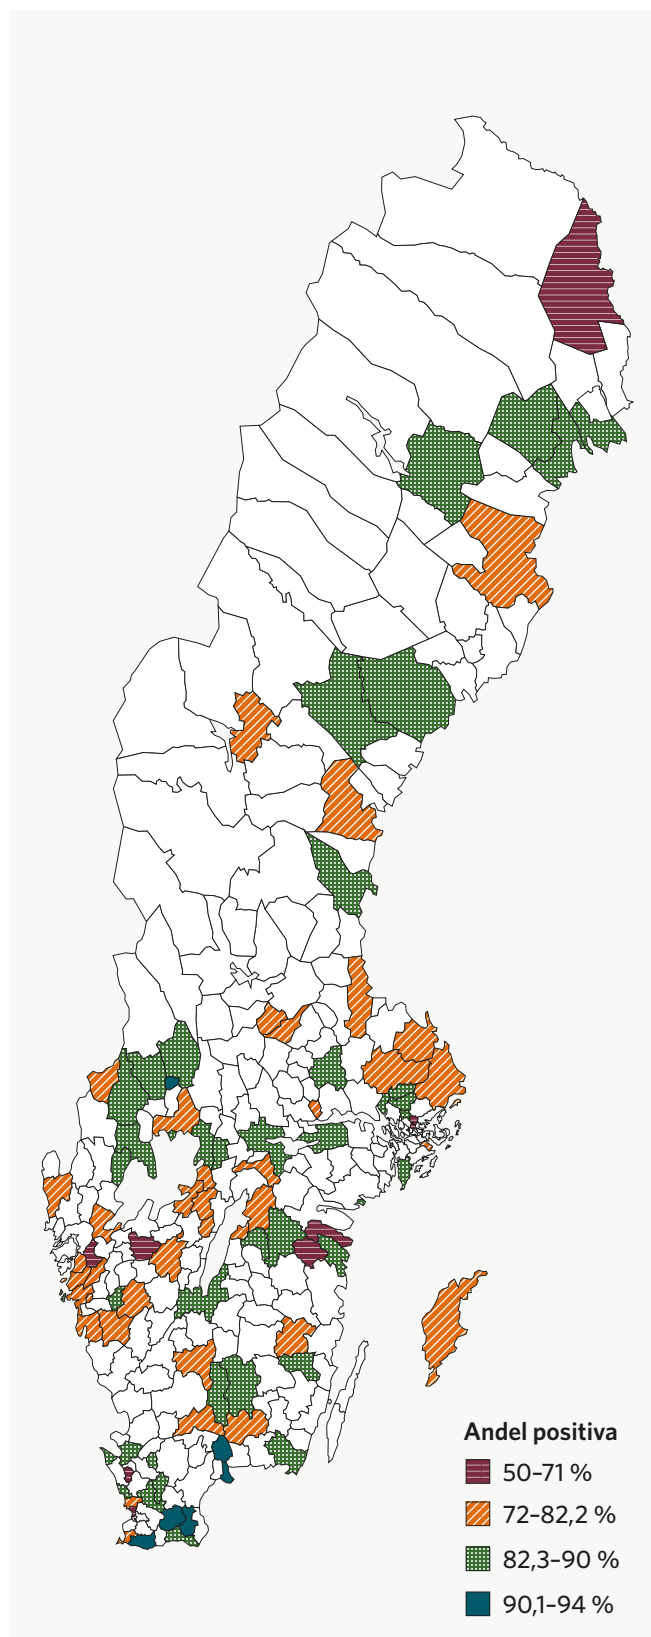 Andel positiva
50–71 %
72–82,2 %
82,3–90 %
90,1–94 %